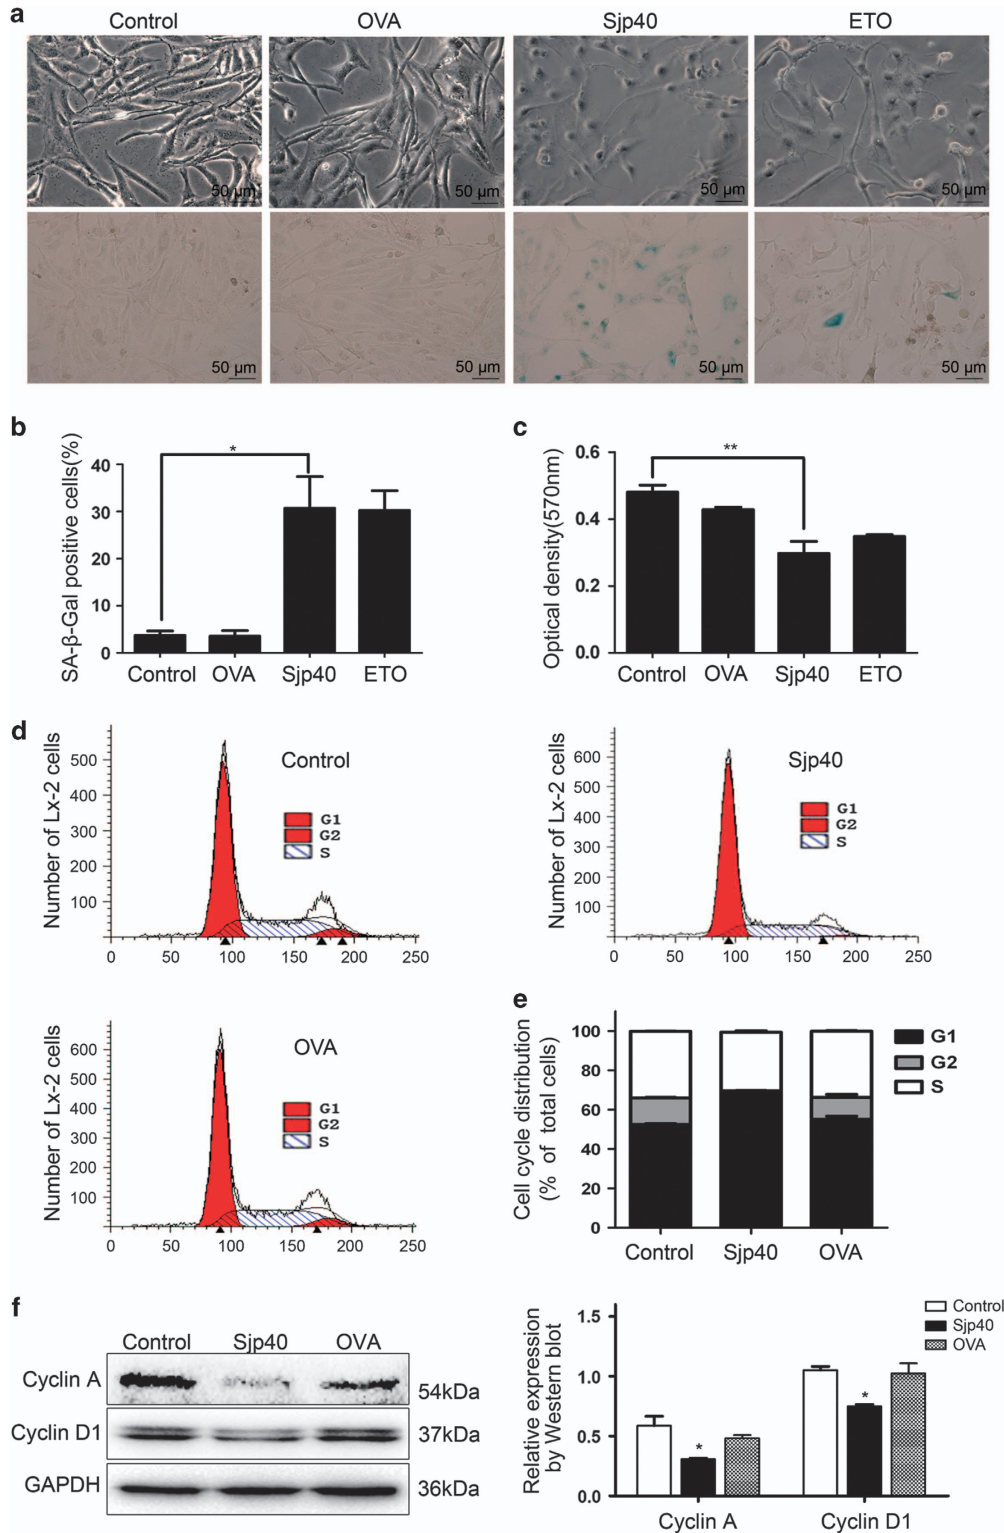 a
Control OVA Sjp40 ETO
50 µm 50 µm 50 µm 50 µm
50 µm 50 µm 50 µm 50 µm
b
SA-β-Gal positive cells(%)
40
30
20
10
0
*
Control OVA Sjp40 ETO
c
Optical density(570nm)
0.6
0.4
0.2
0.0
**
Control OVA Sjp40 ETO
d
Number of Lx-2 cells
500
400
300
200
100
Control
G1
G2
S
0 50 100 150 200 250
Number of Lx-2 cells
600
500
400
300
200
100
Sjp40
G1
G2
S
0 50 100 150 200 250
Number of Lx-2 cells
600
500
400
300
200
100
OVA
G1
G2
S
0 50 100 150 200 250
e
Cell cycle distribution
(% of total cells)
100
80
60
40
20
0
G1
G2
S
Control Sjp40 OVA
f
Control Sjp40 OVA
Cyclin A 54kDa
Cyclin D1 37kDa
GAPDH 36kDa
Relative expression
by Western blot
1.5
1.0
0.5
0.0
Control
Sjp40
OVA
* *
Cyclin A Cyclin D1